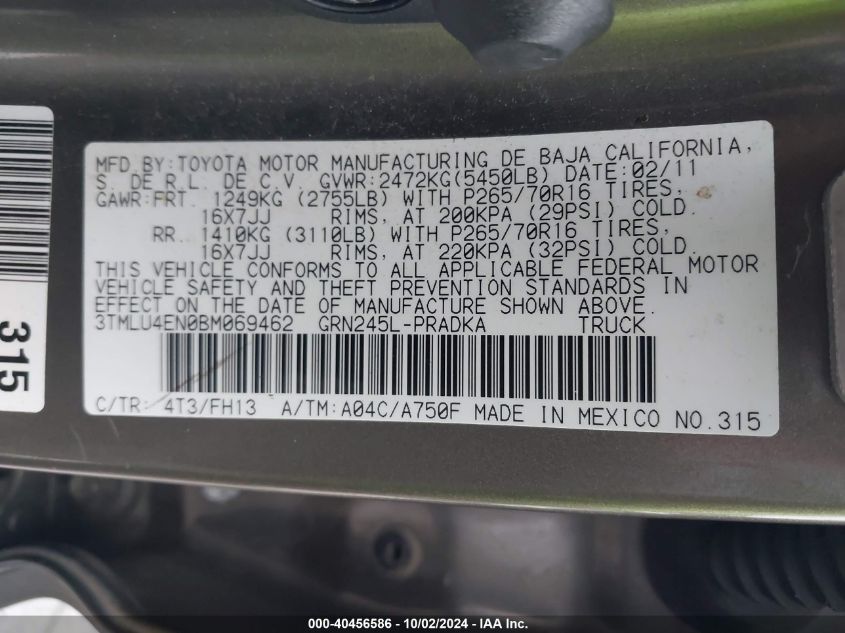 MFD. BY: TOYOTA MOTOR MANUFACTURING DE BAJA CALIFORNIA,
S. DE R.L. DE C.V. GVWR:2472KG(5450LB) DATE:02/11
GAWR:FRT. 1249KG (2755LB) WITH P265/70R16 TIRES,
16X7JJ RIMS, AT 200KPA (29PSI) COLD.
RR. 1410KG (3110LB) WITH P265/70R16 TIRES,
16X7JJ RIMS, AT 220KPA (32PSI) COLD.
THIS VEHICLE CONFORMS TO ALL APPLICABLE FEDERAL MOTOR
VEHICLE SAFETY AND THEFT PREVENTION STANDARDS IN
EFFECT ON THE DATE OF MANUFACTURE SHOWN ABOVE.
3TMLU4EN0BM069462 GRN245L-PRADKA TRUCK
C/TR: 4T3/FH13 A/TM:A04C/A750F MADE IN MEXICO NO.315
315
000-40456586 - 10/02/2024 - IAA Inc.